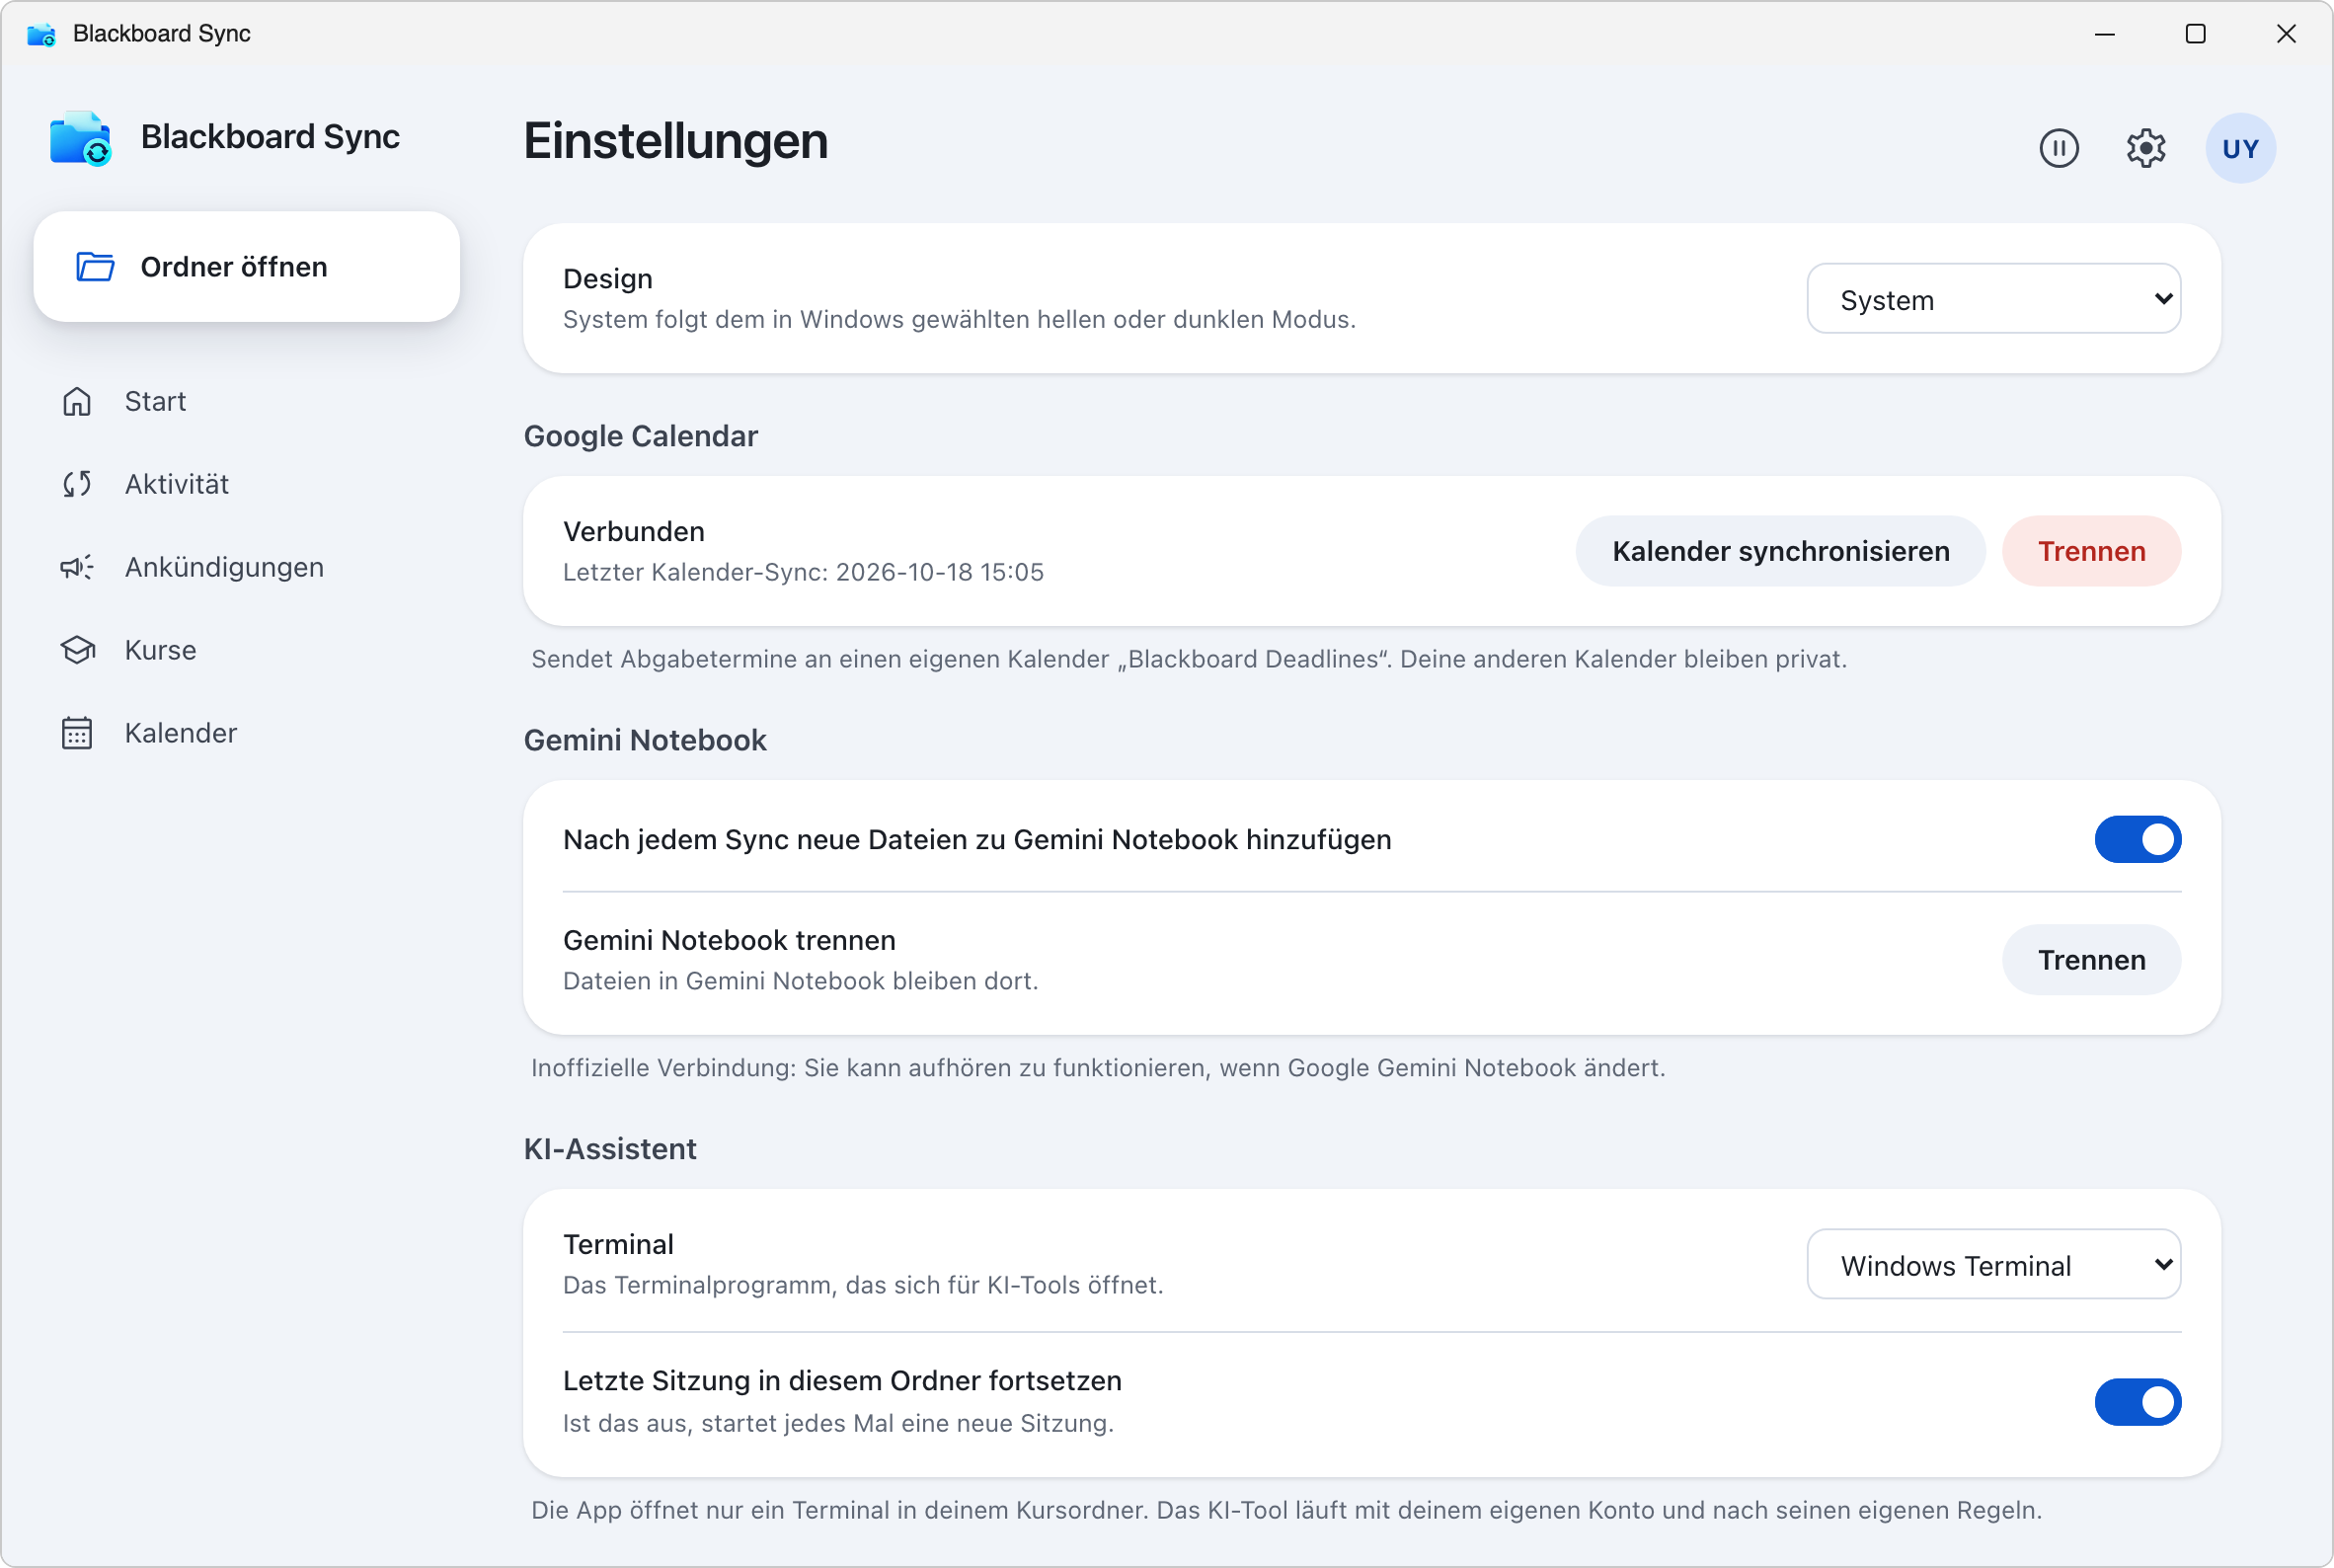 Blackboard Sync
Blackboard Sync
Ordner öffnen
Start
Aktivität
Ankündigungen
Kurse
Kalender
Einstellungen
UY
Design
System folgt dem in Windows gewählten hellen oder dunklen Modus.
System
Google Calendar
Verbunden
Letzter Kalender-Sync: 2026-10-18 15:05
Kalender synchronisieren
Trennen
Sendet Abgabetermine an einen eigenen Kalender „Blackboard Deadlines“. Deine anderen Kalender bleiben privat.
Gemini Notebook
Nach jedem Sync neue Dateien zu Gemini Notebook hinzufügen
Gemini Notebook trennen
Dateien in Gemini Notebook bleiben dort.
Trennen
Inoffizielle Verbindung: Sie kann aufhören zu funktionieren, wenn Google Gemini Notebook ändert.
KI-Assistent
Terminal
Das Terminalprogramm, das sich für KI-Tools öffnet.
Windows Terminal
Letzte Sitzung in diesem Ordner fortsetzen
Ist das aus, startet jedes Mal eine neue Sitzung.
Die App öffnet nur ein Terminal in deinem Kursordner. Das KI-Tool läuft mit deinem eigenen Konto und nach seinen eigenen Regeln.